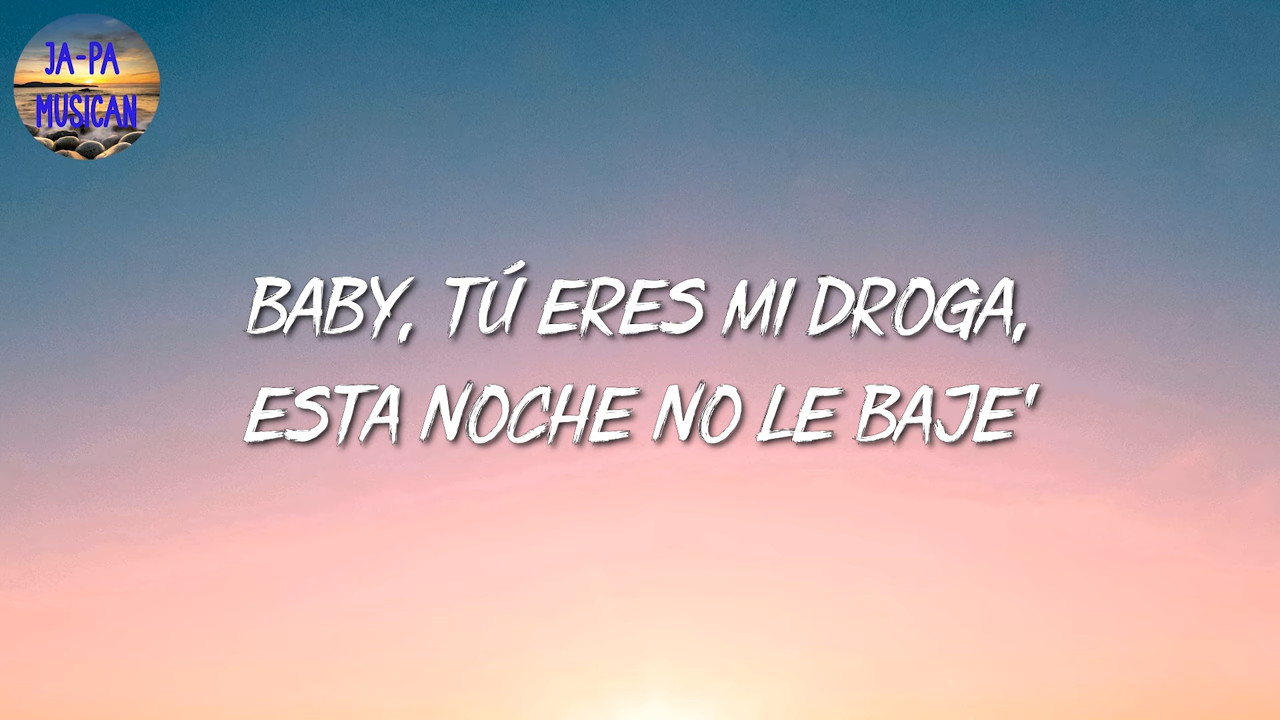 JA-PA
MUSICAN
BABY, TÚ ERES MI DROGA,
ESTA NOCHE NO LE BAJE'